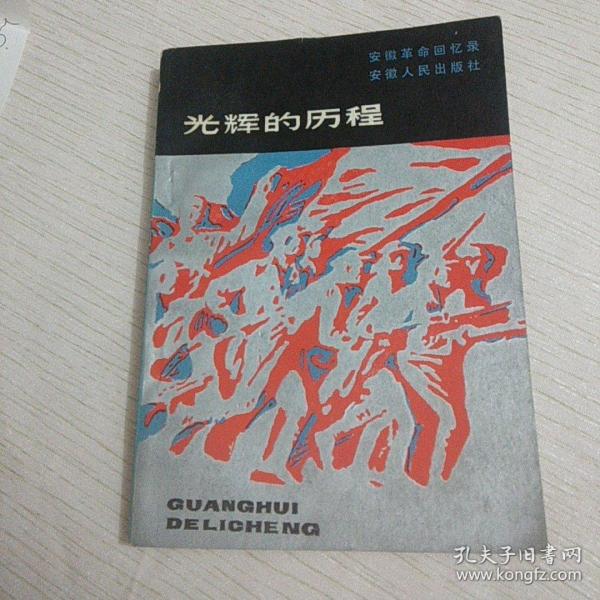 安徽革命回忆录
安徽人民出版社
光辉的历程
GUANGHUI
DELICHENG
孔夫子旧书网
www.kongfz.com